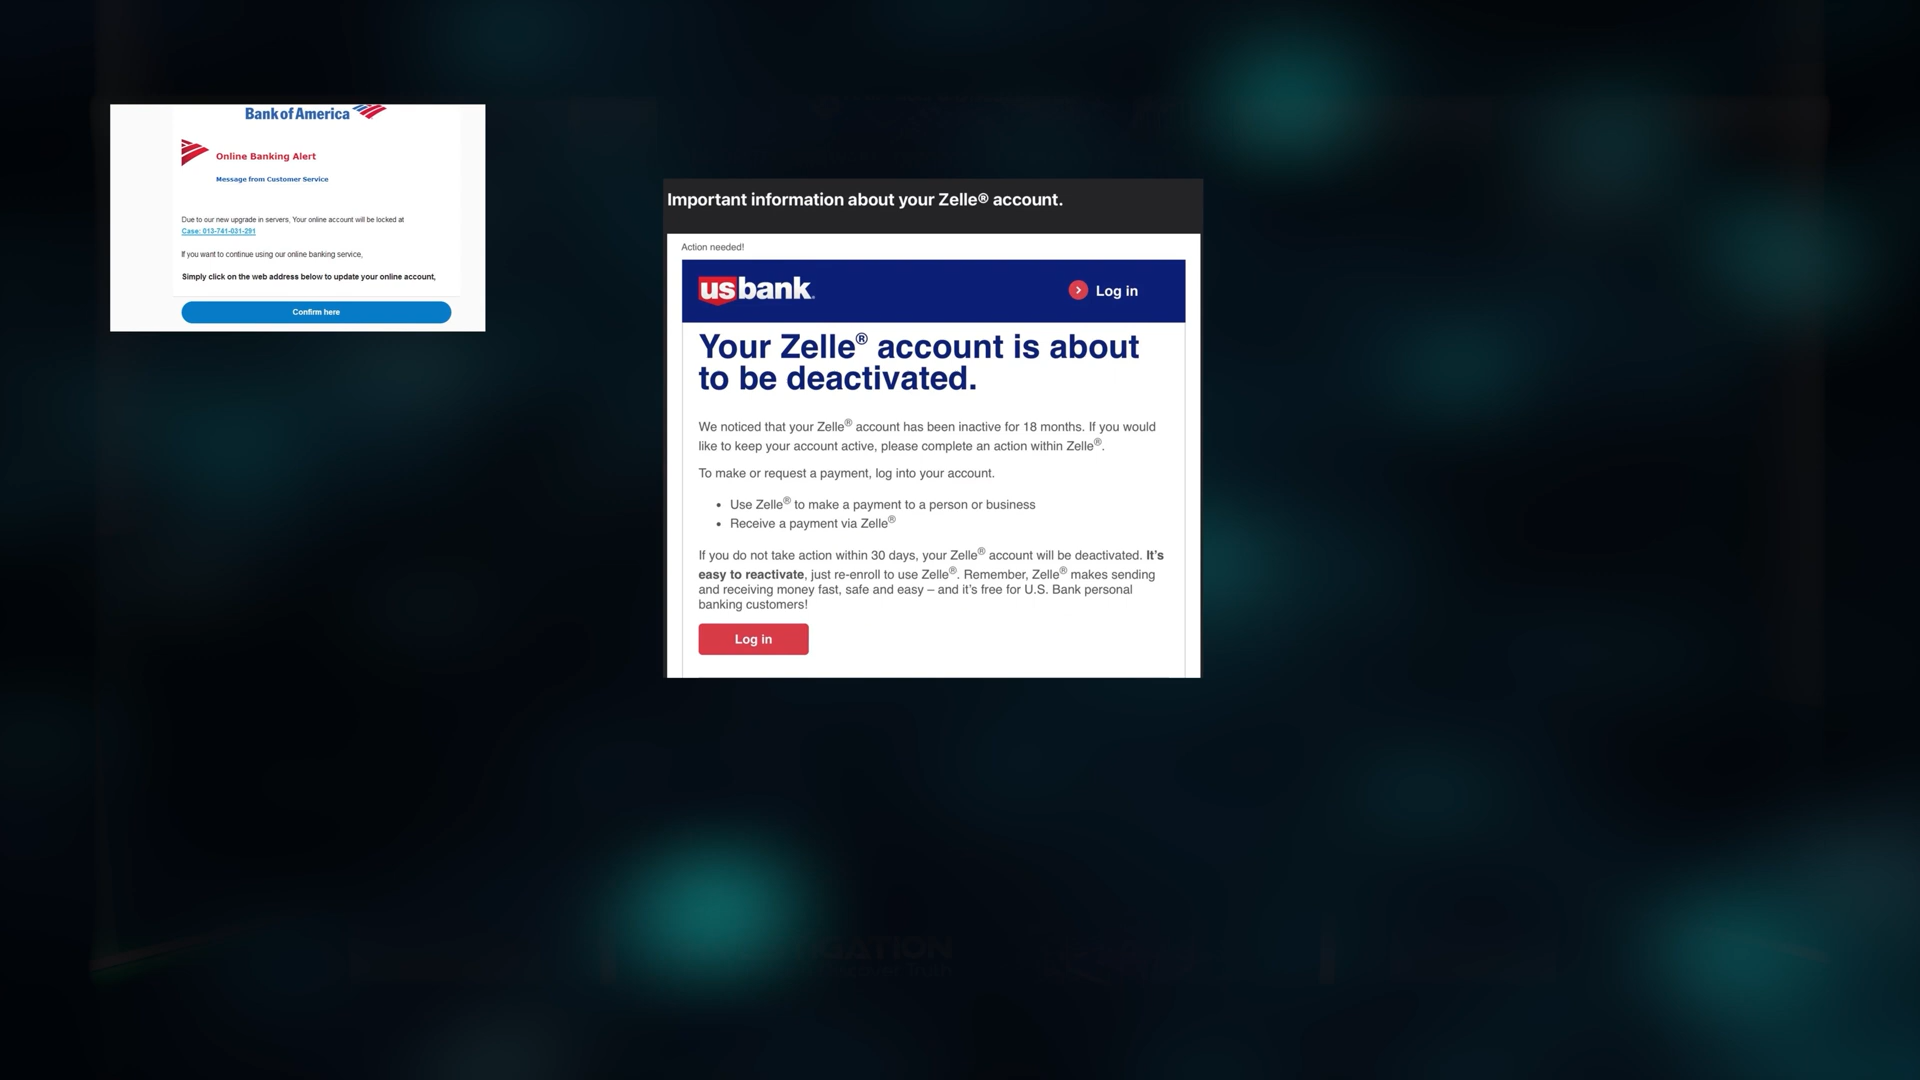 Bank of America
Online Banking Alert
Message from Customer Service
Due to our new upgrade in servers, Your online account will be locked at
Case: 013-741-031-291
If you want to continue using our online banking service,
Simply click on the web address below to update your online account,
Confirm here
Important information about your Zelle® account.
Action needed!
usbank.
Log in
Your Zelle® account is about
to be deactivated.
We noticed that your Zelle® account has been inactive for 18 months. If you would
like to keep your account active, please complete an action within Zelle®.
To make or request a payment, log into your account.
• Use Zelle® to make a payment to a person or business
• Receive a payment via Zelle®
If you do not take action within 30 days, your Zelle® account will be deactivated. It's
easy to reactivate, just re-enroll to use Zelle®. Remember, Zelle® makes sending
and receiving money fast, safe and easy – and it's free for U.S. Bank personal
banking customers!
Log in